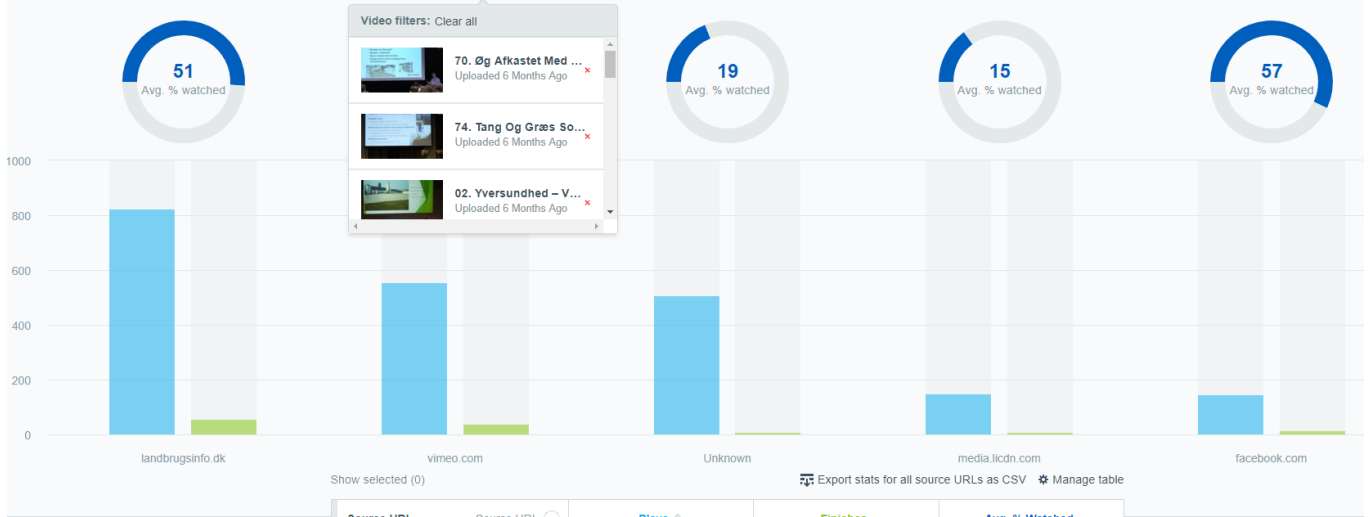 Video filters: Clear all
70. Øg Afkastet Med ...
Uploaded 6 Months Ago
×
74. Tang Og Græs So...
Uploaded 6 Months Ago
×
02. Yversundhed – V...
Uploaded 6 Months Ago
×
51
Avg. % watched
19
Avg. % watched
15
Avg. % watched
57
Avg. % watched
1000
800
600
400
200
0
landbrugsinfo.dk
vimeo.com
Unknown
media.licdn.com
facebook.com
Show selected (0)
Export stats for all source URLs as CSV
Manage table
Source URL
Source URL
Plays
Finishes
Avg. % Watched